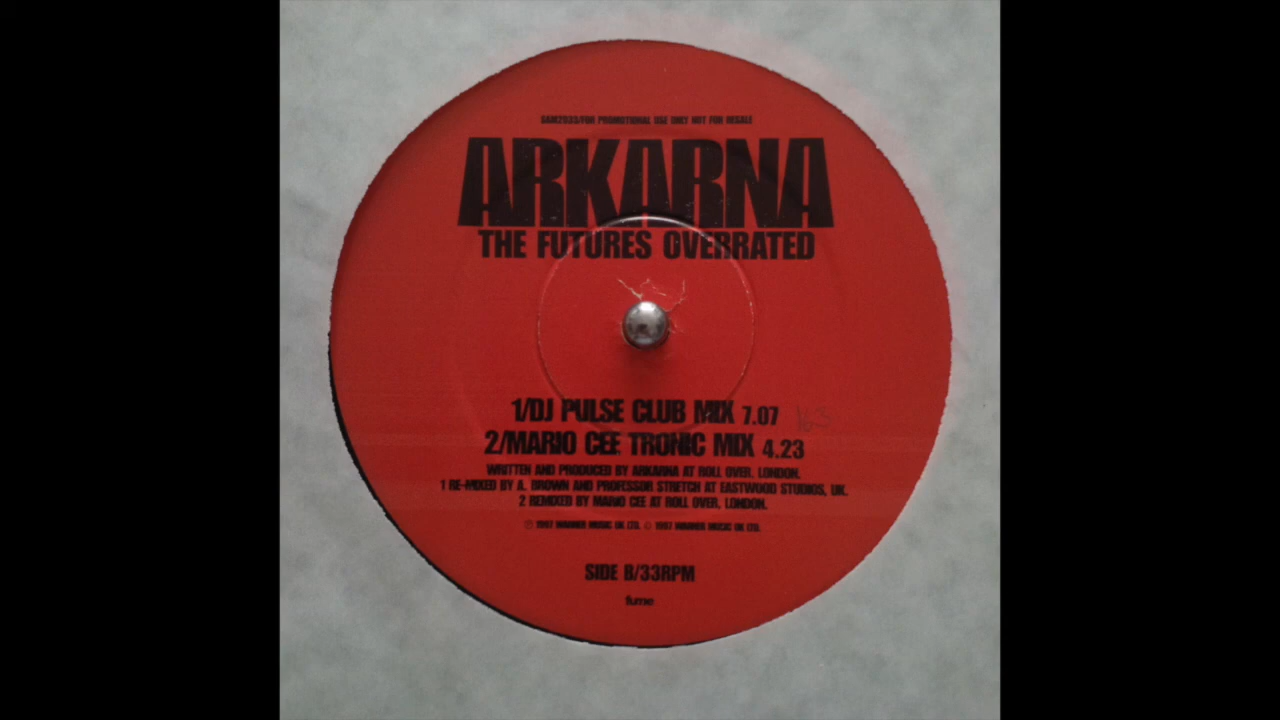 SAM2033/FOR PROMOTIONAL USE ONLY NOT FOR RESALE
ARKARNA
THE FUTURES OVERRATED
1/DJ PULSE CLUB MIX 7.07 163
2/MARIO CEE TRONIC MIX 4.23
WRITTEN AND PRODUCED BY ARKARNA AT ROLL OVER, LONDON.
1 RE-MIXED BY A. BROWN AND PROFESSOR STRETCH AT EASTWOOD STUDIOS, UK.
2 REMIXED BY MARIO CEE AT ROLL OVER, LONDON.
℗ 1997 WARNER MUSIC UK LTD. © 1997 WARNER MUSIC UK LTD.
SIDE B/33RPM
fume